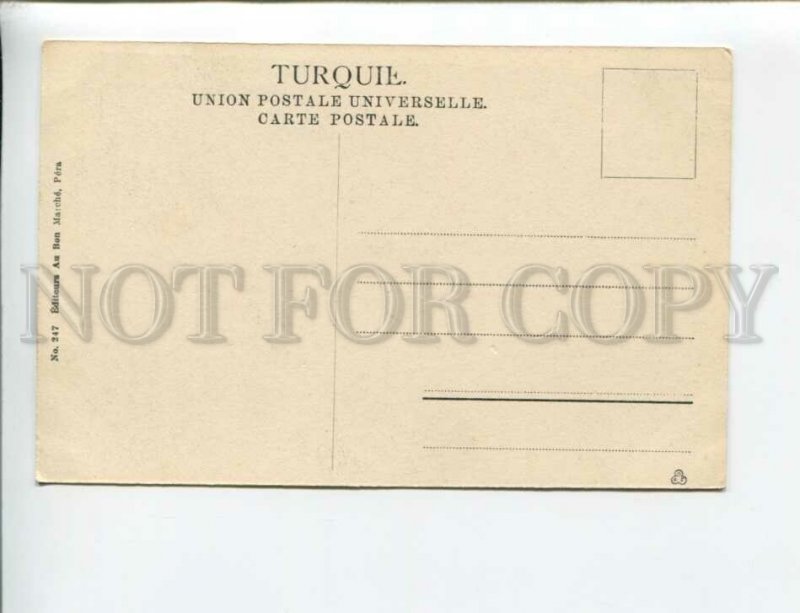 TURQUIE.
UNION POSTALE UNIVERSELLE.
CARTE POSTALE.
No. 247 Editeurs Au Bon Marché, Péra
NOT FOR COPY